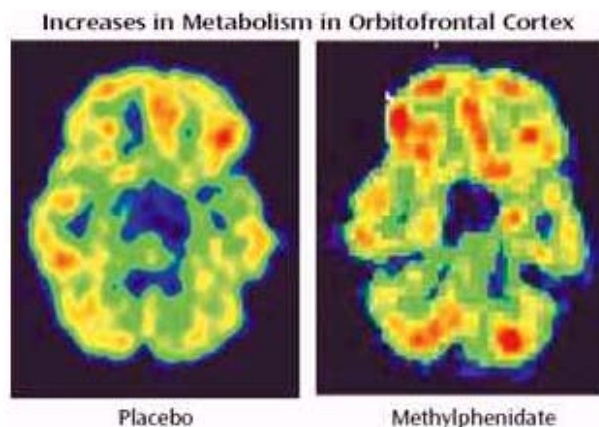 Increases in Metabolism in Orbitofrontal Cortex
Placebo
Methylphenidate